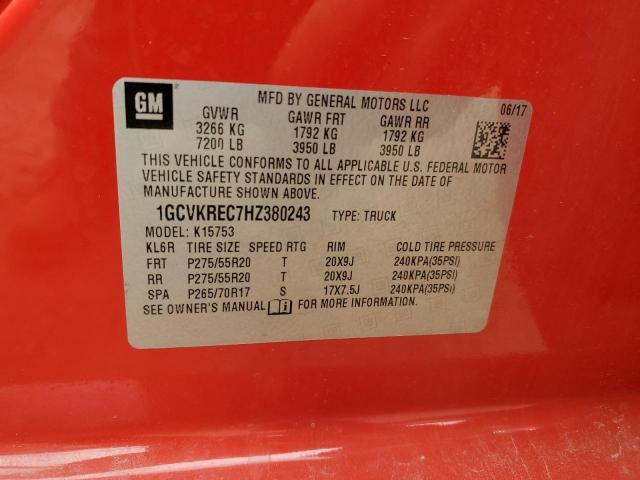 GM
MFD BY GENERAL MOTORS LLC 06/17
GVWR GAWR FRT GAWR RR
3266 KG 1792 KG 1792 KG
7200 LB 3950 LB 3950 LB
THIS VEHICLE CONFORMS TO ALL APPLICABLE U.S. FEDERAL MOTOR
VEHICLE SAFETY STANDARDS IN EFFECT ON THE DATE OF
MANUFACTURE SHOWN ABOVE.
1GCVKREC7HZ380243 TYPE: TRUCK
MODEL: K15753
KL6R TIRE SIZE SPEED RTG RIM COLD TIRE PRESSURE
FRT P275/55R20 T 20X9J 240KPA(35PSI)
RR P275/55R20 T 20X9J 240KPA(35PSI)
SPA P265/70R17 S 17X7.5J 240KPA(35PSI)
SEE OWNER'S MANUAL FOR MORE INFORMATION.